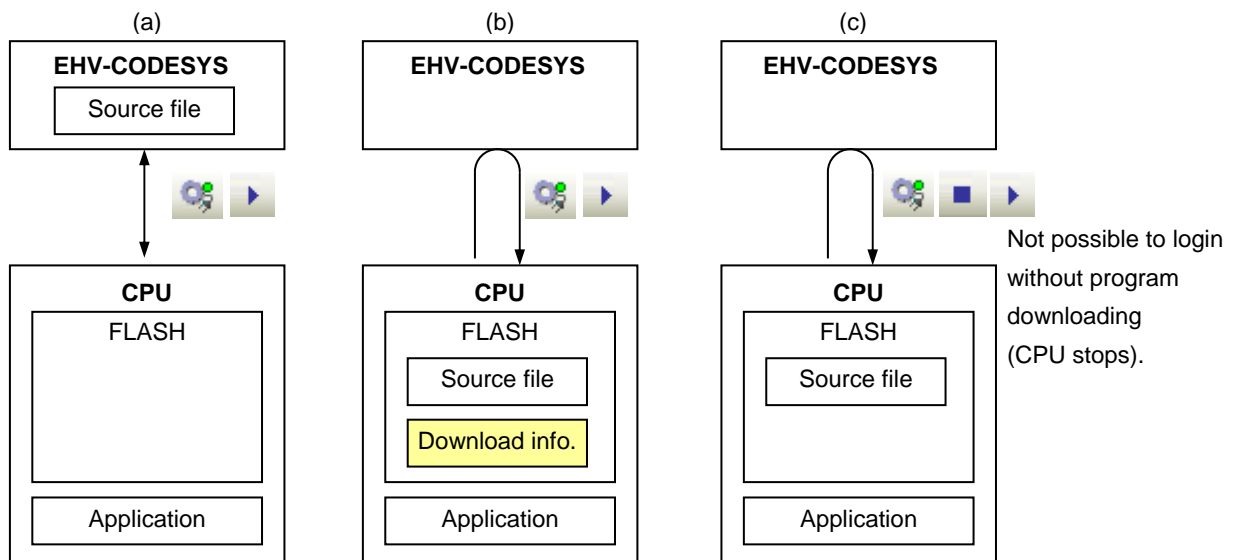 (a)
EHV-CODESYS
Source file
CPU
FLASH
Application
(b)
EHV-CODESYS
CPU
FLASH
Source file
Download info.
Application
(c)
EHV-CODESYS
CPU
FLASH
Source file
Application
Not possible to login
without program
downloading
(CPU stops).